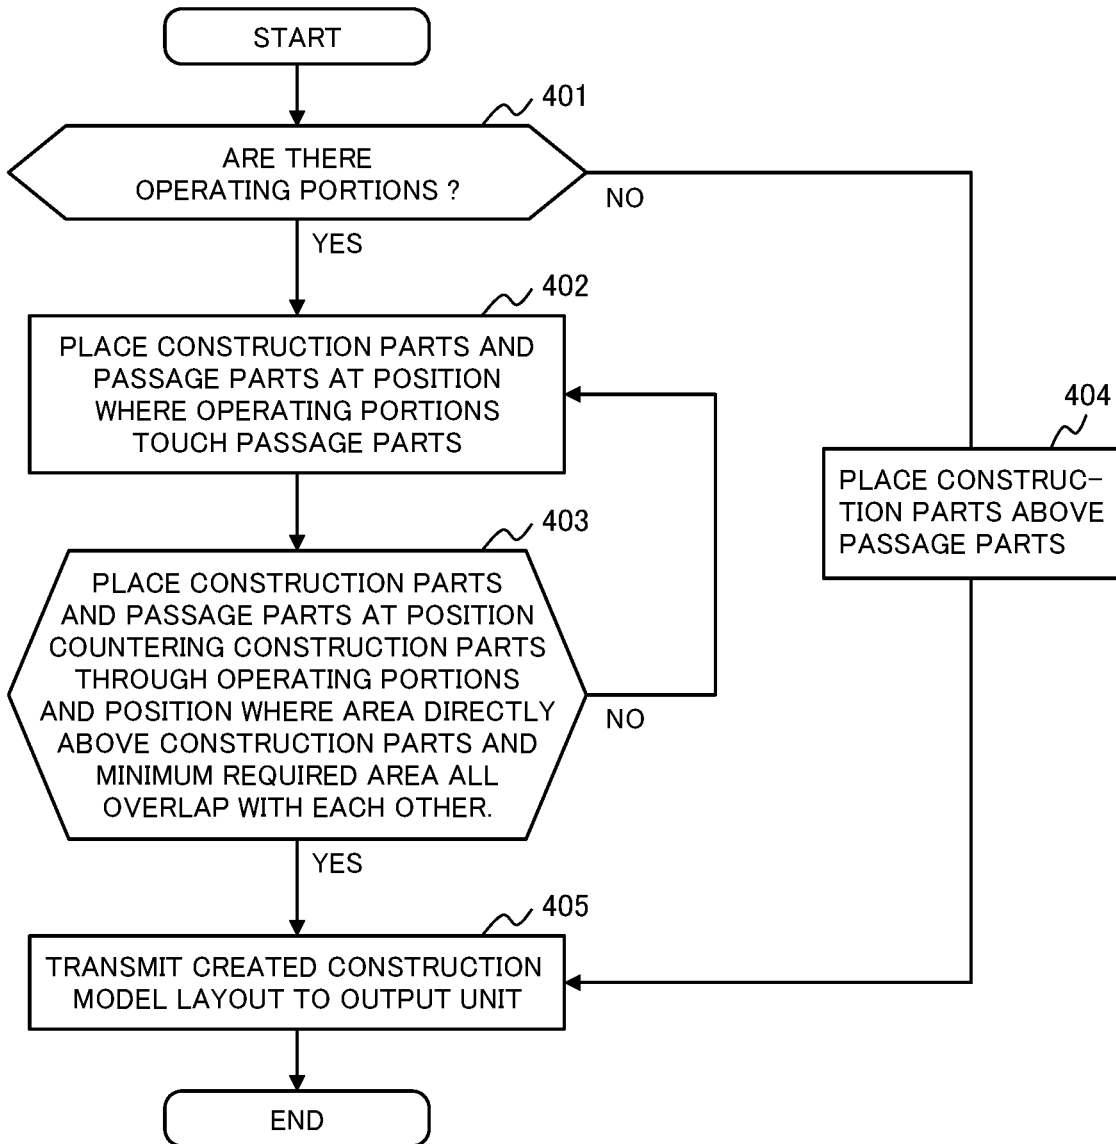 START
401
ARE THERE
OPERATING PORTIONS ?
NO
YES
402
PLACE CONSTRUCTION PARTS AND
PASSAGE PARTS AT POSITION
WHERE OPERATING PORTIONS
TOUCH PASSAGE PARTS
404
PLACE CONSTRUC-
TION PARTS ABOVE
PASSAGE PARTS
403
PLACE CONSTRUCTION PARTS
AND PASSAGE PARTS AT POSITION
COUNTERING CONSTRUCTION PARTS
THROUGH OPERATING PORTIONS
AND POSITION WHERE AREA DIRECTLY
ABOVE CONSTRUCTION PARTS AND
MINIMUM REQUIRED AREA ALL
OVERLAP WITH EACH OTHER.
NO
YES
405
TRANSMIT CREATED CONSTRUCTION
MODEL LAYOUT TO OUTPUT UNIT
END